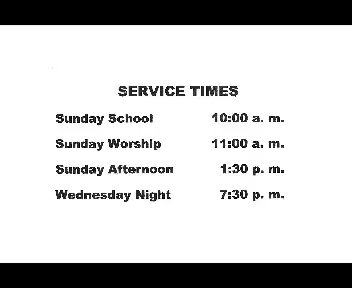 SERVICE TIMES
Sunday School 10:00 a. m.
Sunday Worship 11:00 a. m.
Sunday Afternoon 1:30 p. m.
Wednesday Night 7:30 p. m.